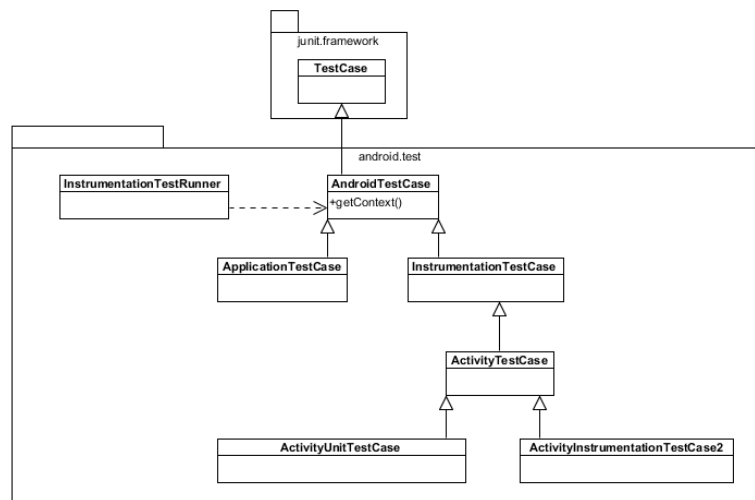 junit.framework
TestCase
android.test
InstrumentationTestRunner
AndroidTestCase
+getContext()
ApplicationTestCase
InstrumentationTestCase
ActivityTestCase
ActivityUnitTestCase
ActivityInstrumentationTestCase2